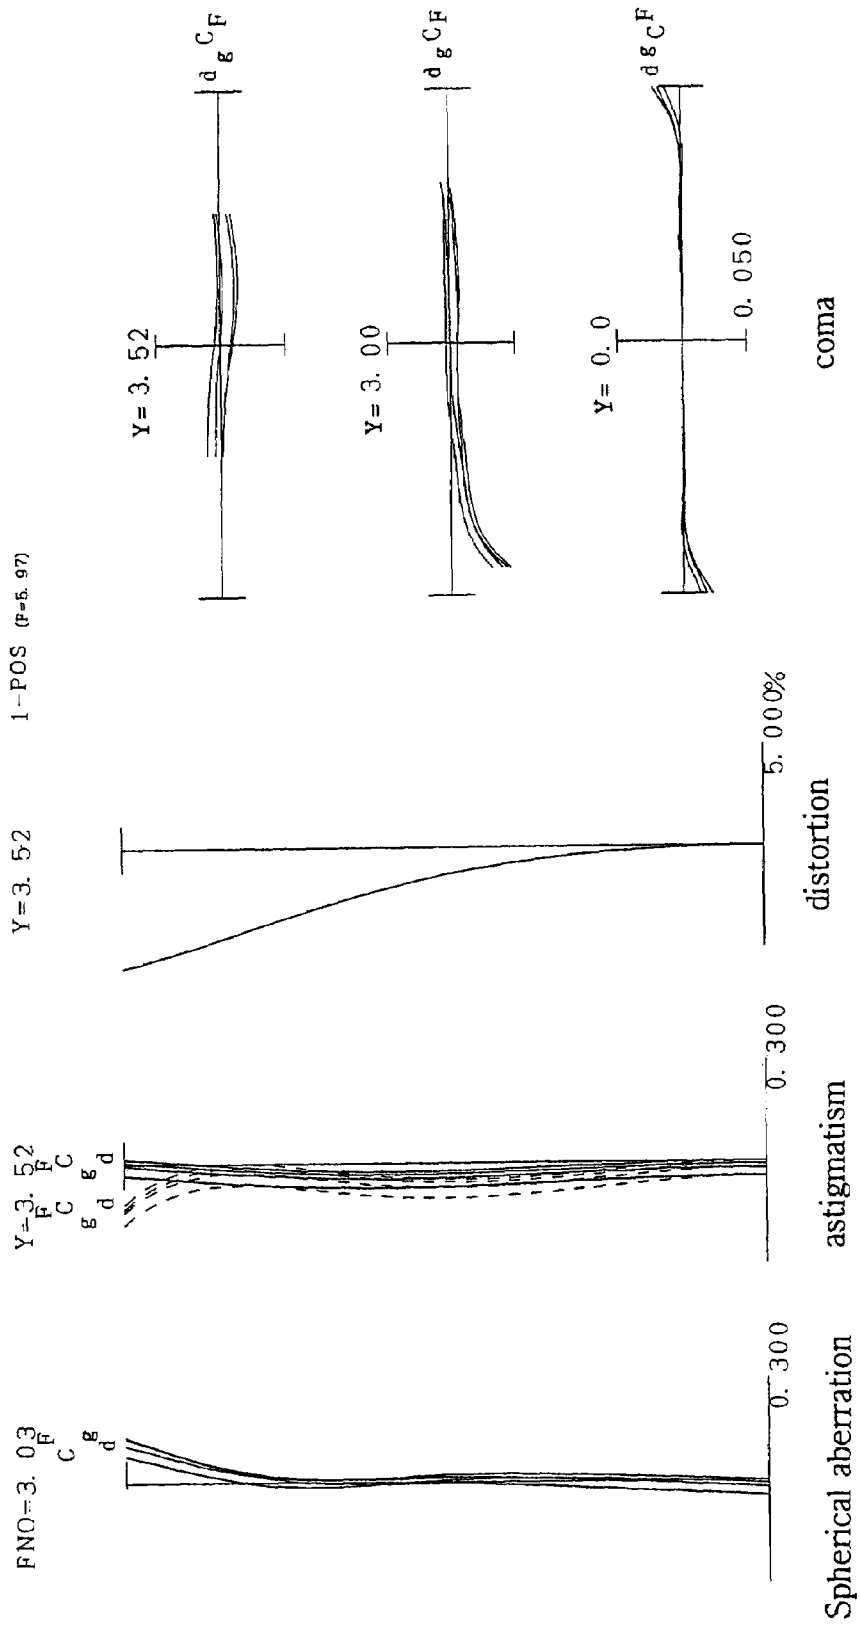 1-POS (F=5.97)
FNO=3.03
F
C
g
d
0.300
Spherical aberration
Y=3.52
F
C
g
d
F
C
g
d
0.300
astigmatism
Y=3.52
5.000%
distortion
Y=3.52
d g C F
Y=3.00
d g C F
Y=0.0
d g C F
0.050
coma